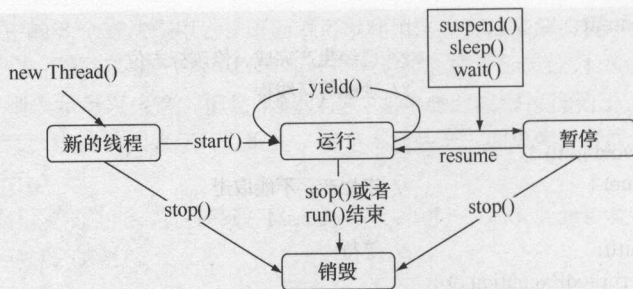 suspend()
sleep()
wait()
new Thread()
yield()
新的线程
start()
运行
resume
暂停
stop()
stop()或者
run()结束
stop()
销毁